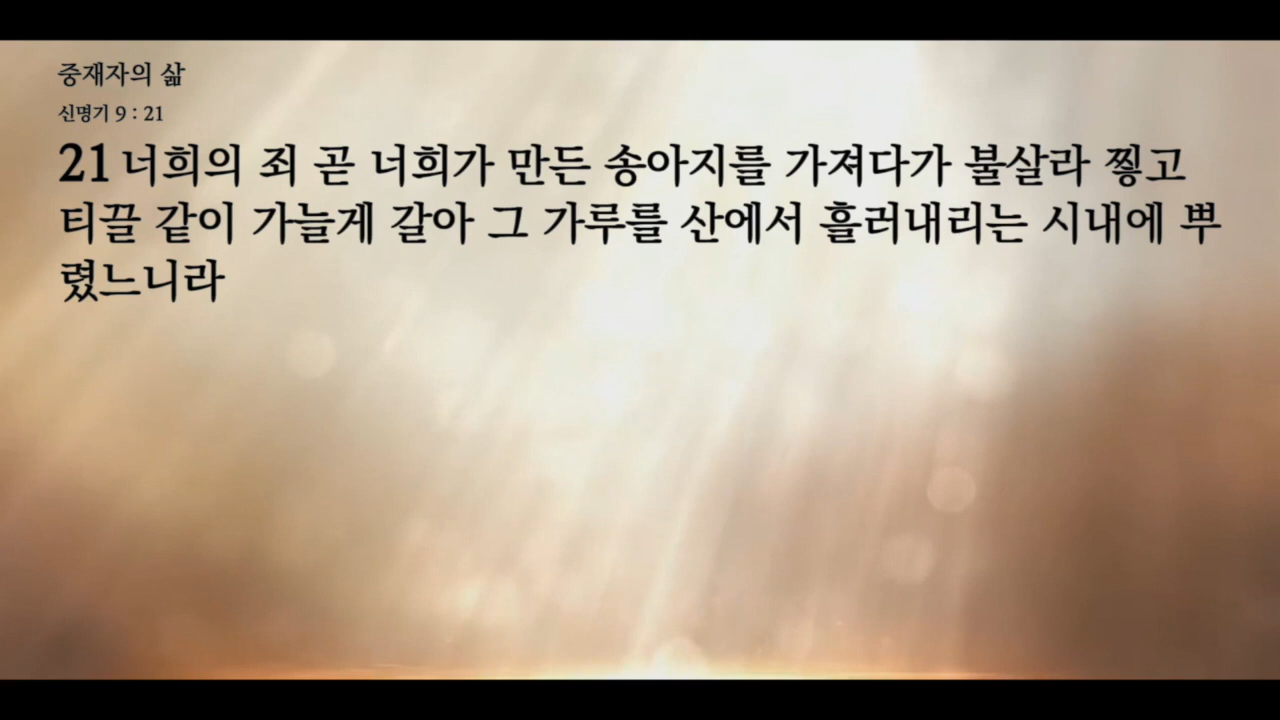 중재자의 삶
신명기 9 : 21
21 너희의 죄 곧 너희가 만든 송아지를 가져다가 불살라 찧고
티끌 같이 가늘게 갈아 그 가루를 산에서 흘러내리는 시내에 뿌
렸느니라